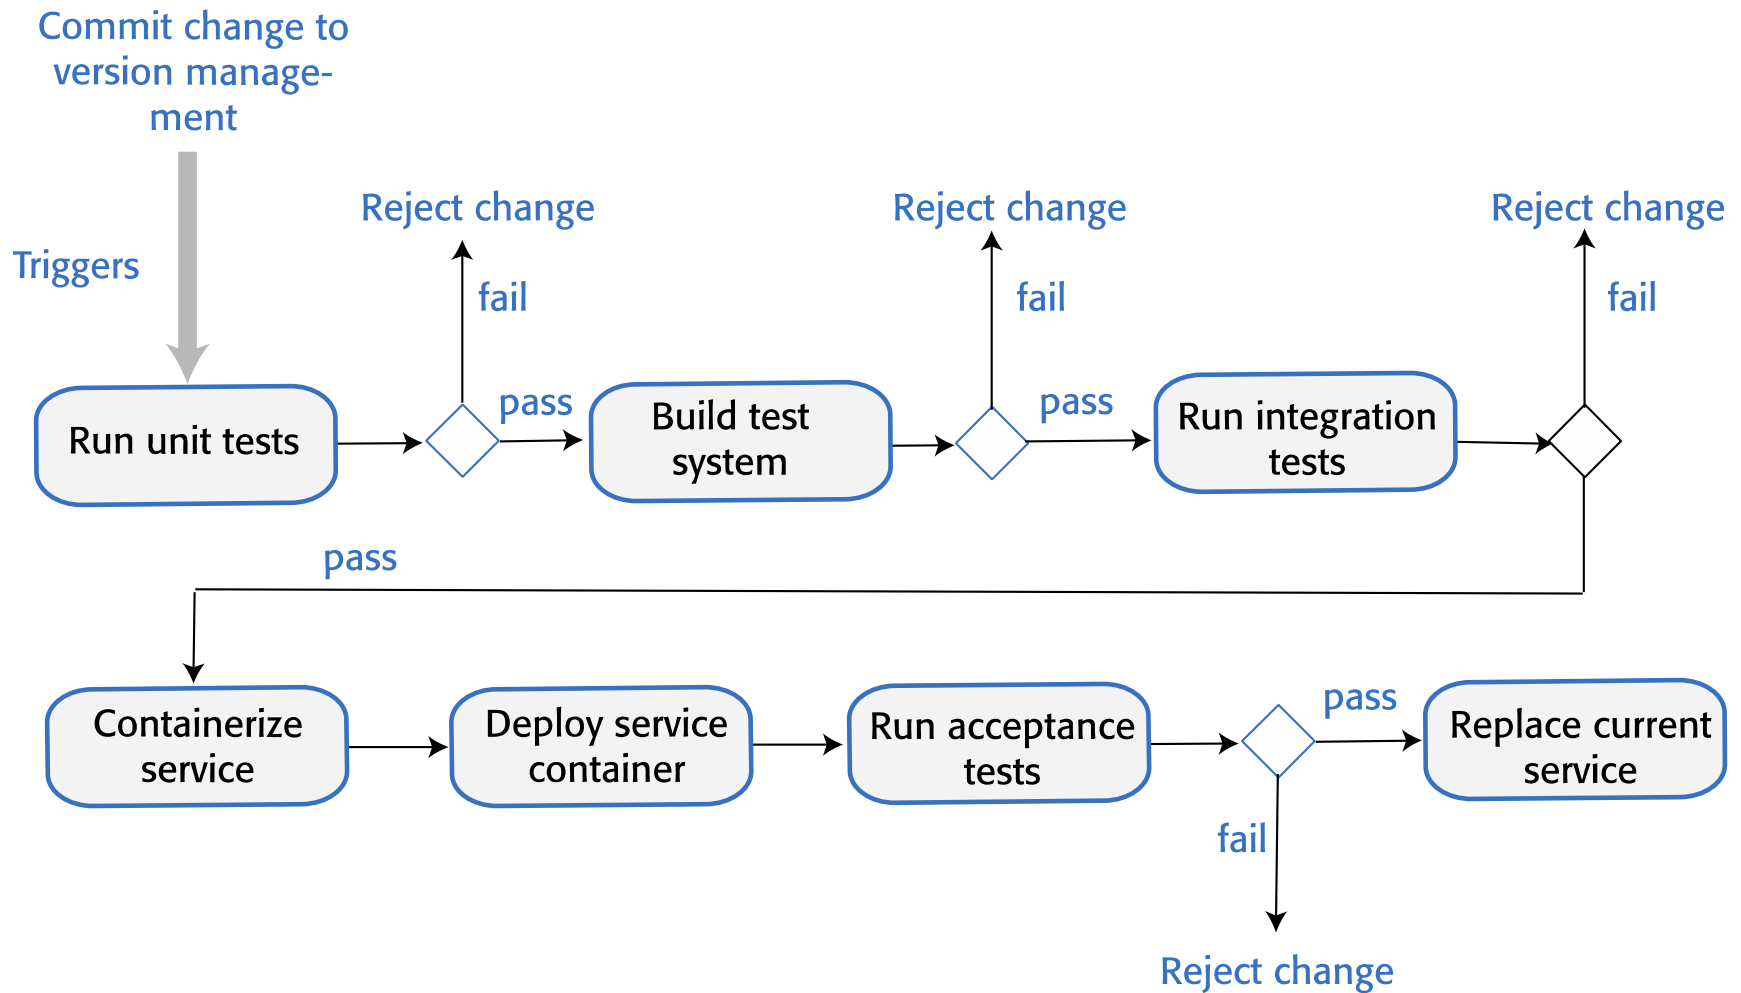 Commit change to
version manage-
ment
Triggers
Reject change
Reject change
Reject change
fail
fail
fail
Run unit tests
pass
Build test
system
pass
Run integration
tests
pass
Containerize
service
Deploy service
container
Run acceptance
tests
pass
Replace current
service
fail
Reject change